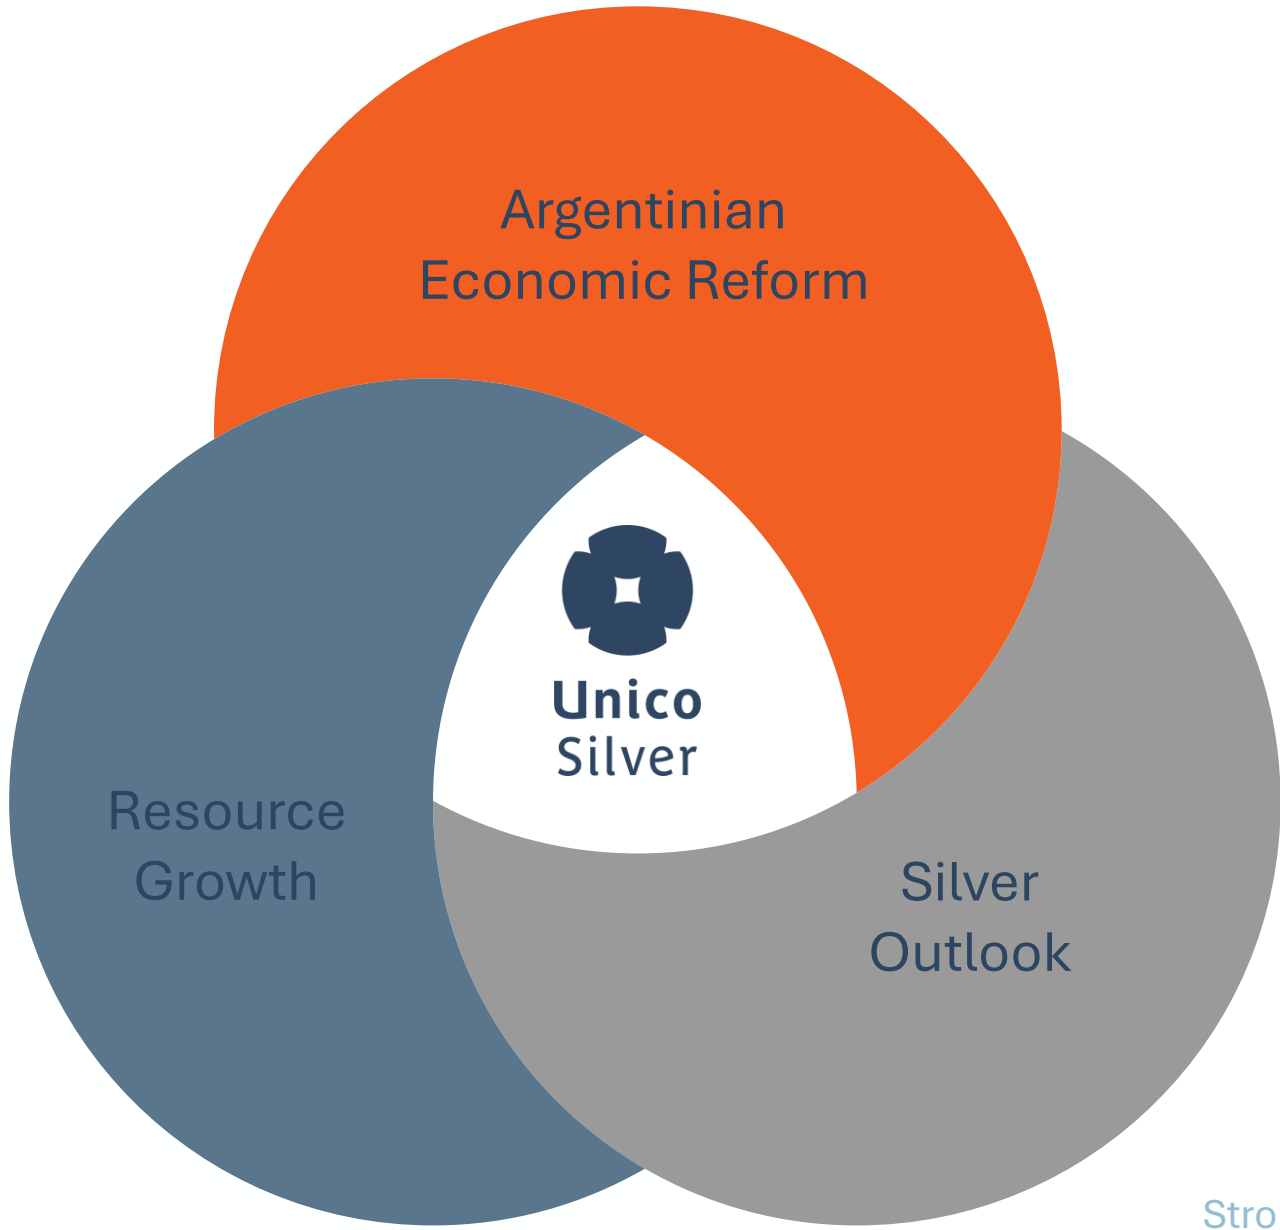 Argentinian
Economic Reform
Unico
Silver
Resource
Growth
Silver
Outlook
Stro